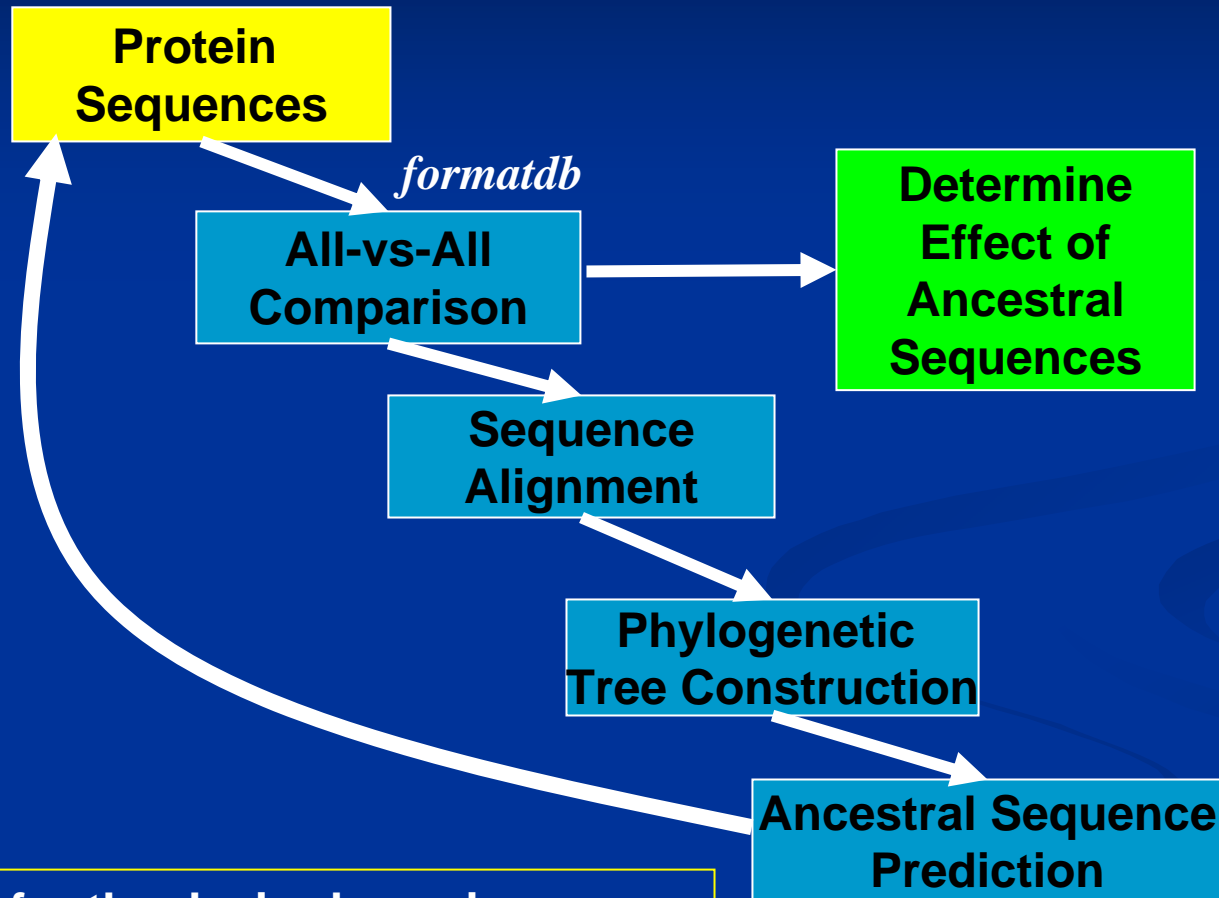 Protein
Sequences
formatdb
All-vs-All
Comparison
Determine
Effect of
Ancestral
Sequences
Sequence
Alignment
Phylogenetic
Tree Construction
Ancestral Sequence
Prediction